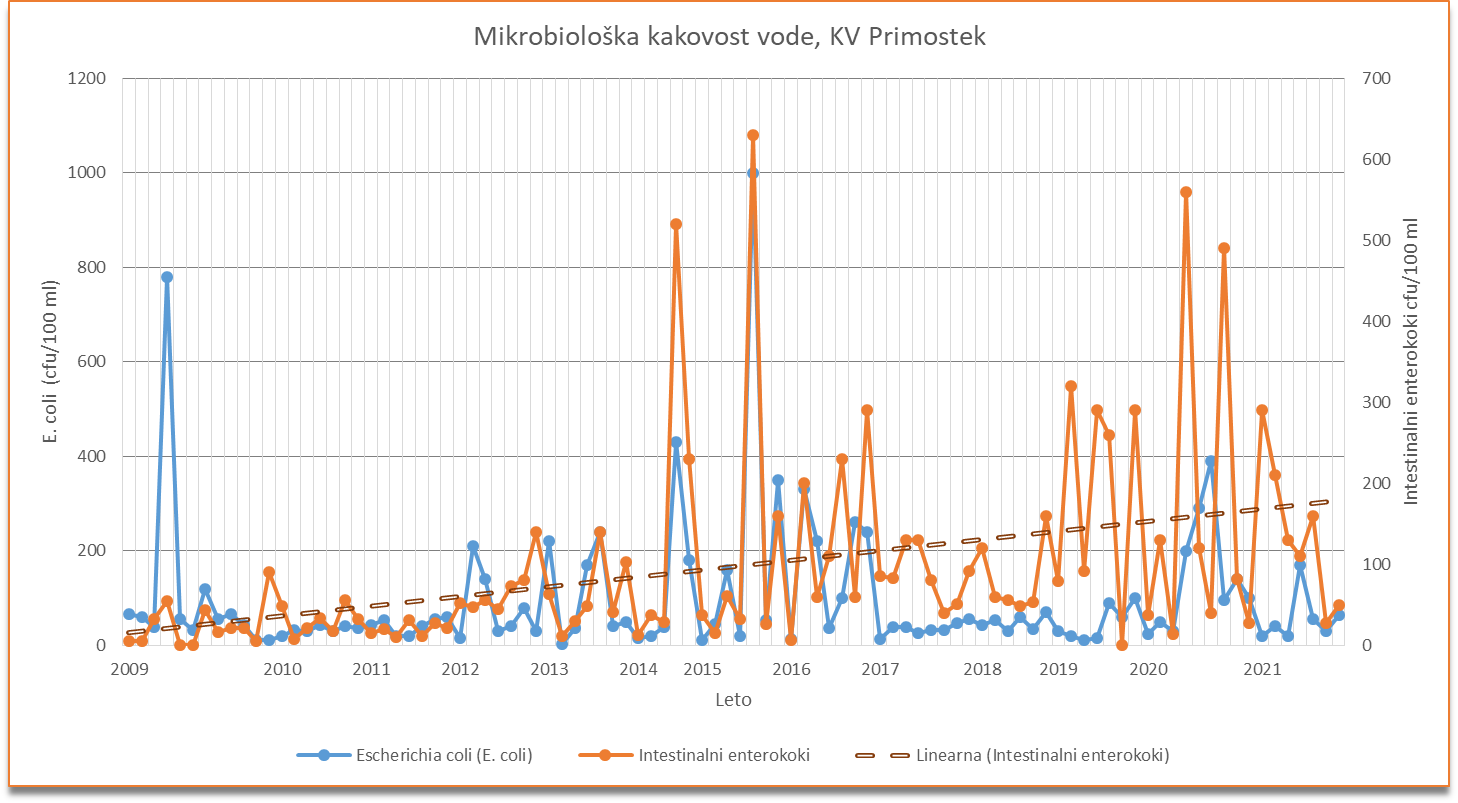 Mikrobiološka kakovost vode, KV Primostek
1200
1000
800
600
400
200
0
E. coli (cfu/100 ml)
700
600
500
400
300
200
100
0
Intestinalni enterokoki cfu/100 ml
2009 2010 2011 2012 2013 2014 2015 2016 2017 2018 2019 2020 2021
Leto
Escherichia coli (E. coli) Intestinalni enterokoki Linearna (Intestinalni enterokoki)